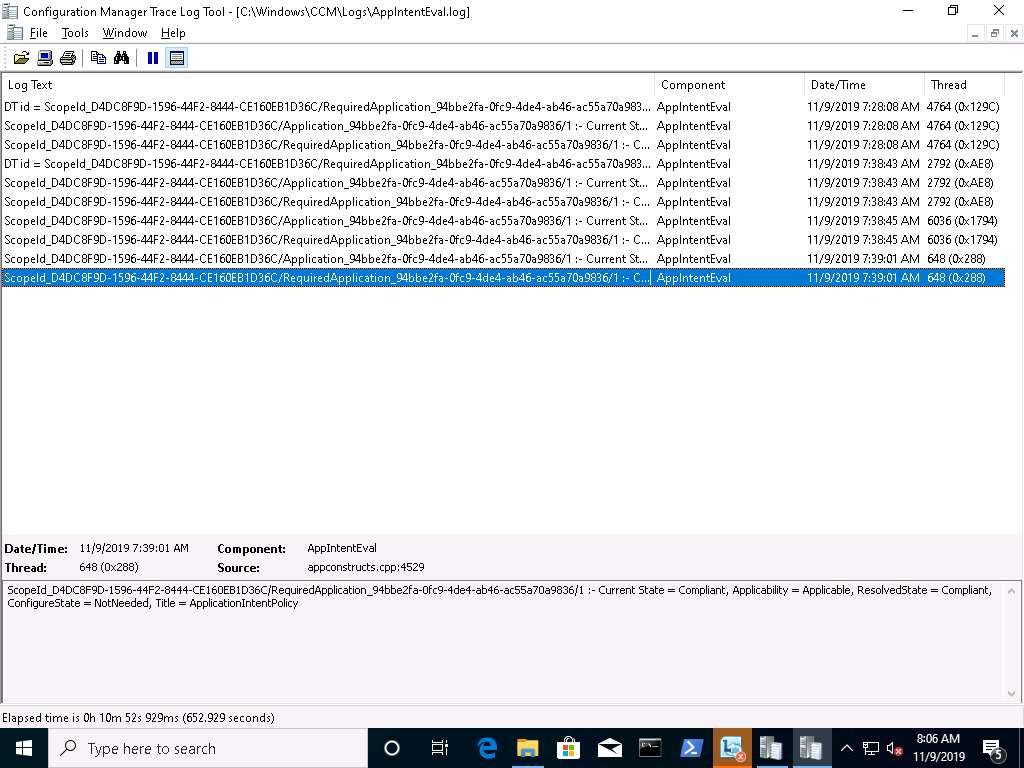 Configuration Manager Trace Log Tool - [C:\Windows\CCM\Logs\AppIntentEval.log]
File Tools Window Help
Log Text Component Date/Time Thread
DT id = ScopeId_D4DC8F9D-1596-44F2-8444-CE160EB1D36C/RequiredApplication_94bbe2fa-0fc9-4de4-ab46-ac55a70a983... AppIntentEval 11/9/2019 7:28:08 AM 4764 (0x129C)
ScopeId_D4DC8F9D-1596-44F2-8444-CE160EB1D36C/Application_94bbe2fa-0fc9-4de4-ab46-ac55a70a9836/1 :- Current St... AppIntentEval 11/9/2019 7:28:08 AM 4764 (0x129C)
ScopeId_D4DC8F9D-1596-44F2-8444-CE160EB1D36C/RequiredApplication_94bbe2fa-0fc9-4de4-ab46-ac55a70a9836/1 :- C... AppIntentEval 11/9/2019 7:28:08 AM 4764 (0x129C)
DT id = ScopeId_D4DC8F9D-1596-44F2-8444-CE160EB1D36C/RequiredApplication_94bbe2fa-0fc9-4de4-ab46-ac55a70a983... AppIntentEval 11/9/2019 7:38:43 AM 2792 (0xAE8)
ScopeId_D4DC8F9D-1596-44F2-8444-CE160EB1D36C/Application_94bbe2fa-0fc9-4de4-ab46-ac55a70a9836/1 :- Current St... AppIntentEval 11/9/2019 7:38:43 AM 2792 (0xAE8)
ScopeId_D4DC8F9D-1596-44F2-8444-CE160EB1D36C/RequiredApplication_94bbe2fa-0fc9-4de4-ab46-ac55a70a9836/1 :- C... AppIntentEval 11/9/2019 7:38:43 AM 2792 (0xAE8)
ScopeId_D4DC8F9D-1596-44F2-8444-CE160EB1D36C/Application_94bbe2fa-0fc9-4de4-ab46-ac55a70a9836/1 :- Current St... AppIntentEval 11/9/2019 7:38:45 AM 6036 (0x1794)
ScopeId_D4DC8F9D-1596-44F2-8444-CE160EB1D36C/RequiredApplication_94bbe2fa-0fc9-4de4-ab46-ac55a70a9836/1 :- C... AppIntentEval 11/9/2019 7:38:45 AM 6036 (0x1794)
ScopeId_D4DC8F9D-1596-44F2-8444-CE160EB1D36C/Application_94bbe2fa-0fc9-4de4-ab46-ac55a70a9836/1 :- Current St... AppIntentEval 11/9/2019 7:39:01 AM 648 (0x288)
ScopeId_D4DC8F9D-1596-44F2-8444-CE160EB1D36C/RequiredApplication_94bbe2fa-0fc9-4de4-ab46-ac55a70a9836/1 :- C... AppIntentEval 11/9/2019 7:39:01 AM 648 (0x288)
Date/Time: 11/9/2019 7:39:01 AM Component: AppIntentEval
Thread: 648 (0x288) Source: appconstructs.cpp:4529
ScopeId_D4DC8F9D-1596-44F2-8444-CE160EB1D36C/RequiredApplication_94bbe2fa-0fc9-4de4-ab46-ac55a70a9836/1 :- Current State = Compliant, Applicability = Applicable, ResolvedState = Compliant,
ConfigureState = NotNeeded, Title = ApplicationIntentPolicy
Elapsed time is 0h 10m 52s 929ms (652.929 seconds)
Type here to search
8:06 AM
11/9/2019
5